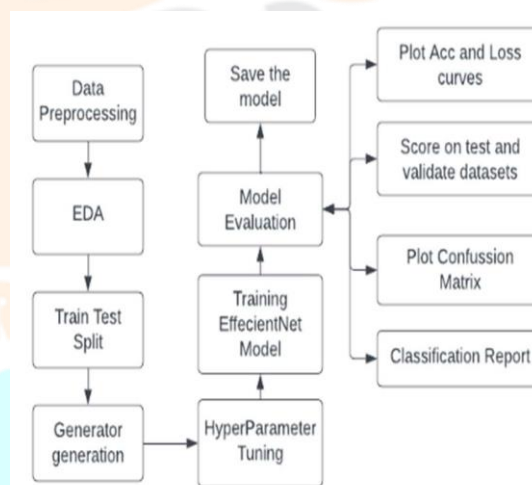 Data
Preprocessing
EDA
Train Test
Split
Generator
generation
HyperParameter
Tuning
Training
EffecientNet
Model
Model
Evaluation
Save the
model
Plot Acc and Loss
curves
Score on test and
validate datasets
Plot Confussion
Matrix
Classification Report